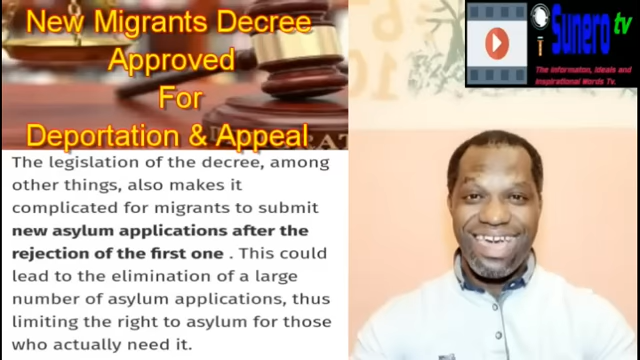 New Migrants Decree
Approved
For
Deportation & Appeal
The legislation of the decree, among
other things, also makes it
complicated for migrants to submit
new asylum applications after the
rejection of the first one . This could
lead to the elimination of a large
number of asylum applications, thus
limiting the right to asylum for those
who actually need it.
Sunero tv
The Informaton, Ideals and
Inspirational Words Tv.